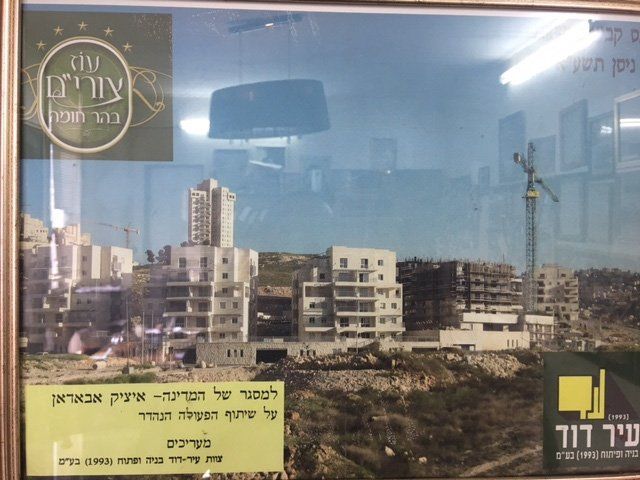 עוז
צורי"ם
בהר חומה
ניסן תשע"א
למסגר של המדינה– איציק אבאדאן
על שיתוף הפעולה הנהדר
מעריכים
צוות עיר-דוד בניה ופתוח (1993) בע"מ
(1993)
עיר דוד
בניה ופיתוח (1993) בע"מ